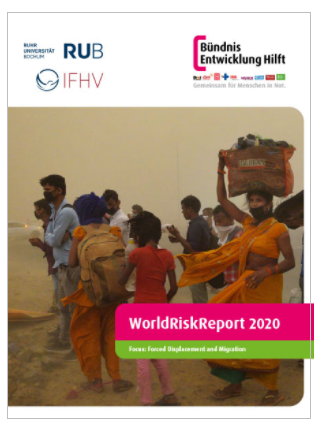 RUHR
UNIVERSITÄT
BOCHUM
RUB
IFHV
Bündnis
Entwicklung Hilft
Gemeinsam für Menschen in Not.
WorldRiskReport 2020
Focus: Forced Displacement and Migration